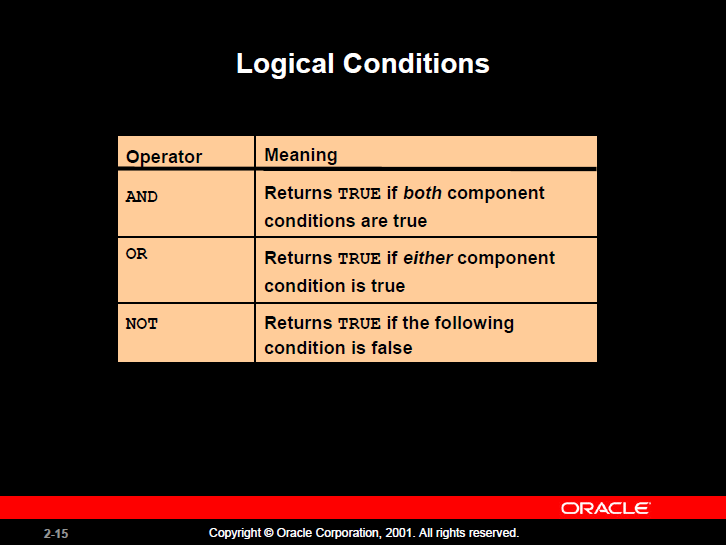 Logical Conditions
Operator
Meaning
AND
Returns TRUE if both component
conditions are true
OR
Returns TRUE if either component
condition is true
NOT
Returns TRUE if the following
condition is false
ORACLE
2-15
Copyright © Oracle Corporation, 2001. All rights reserved.